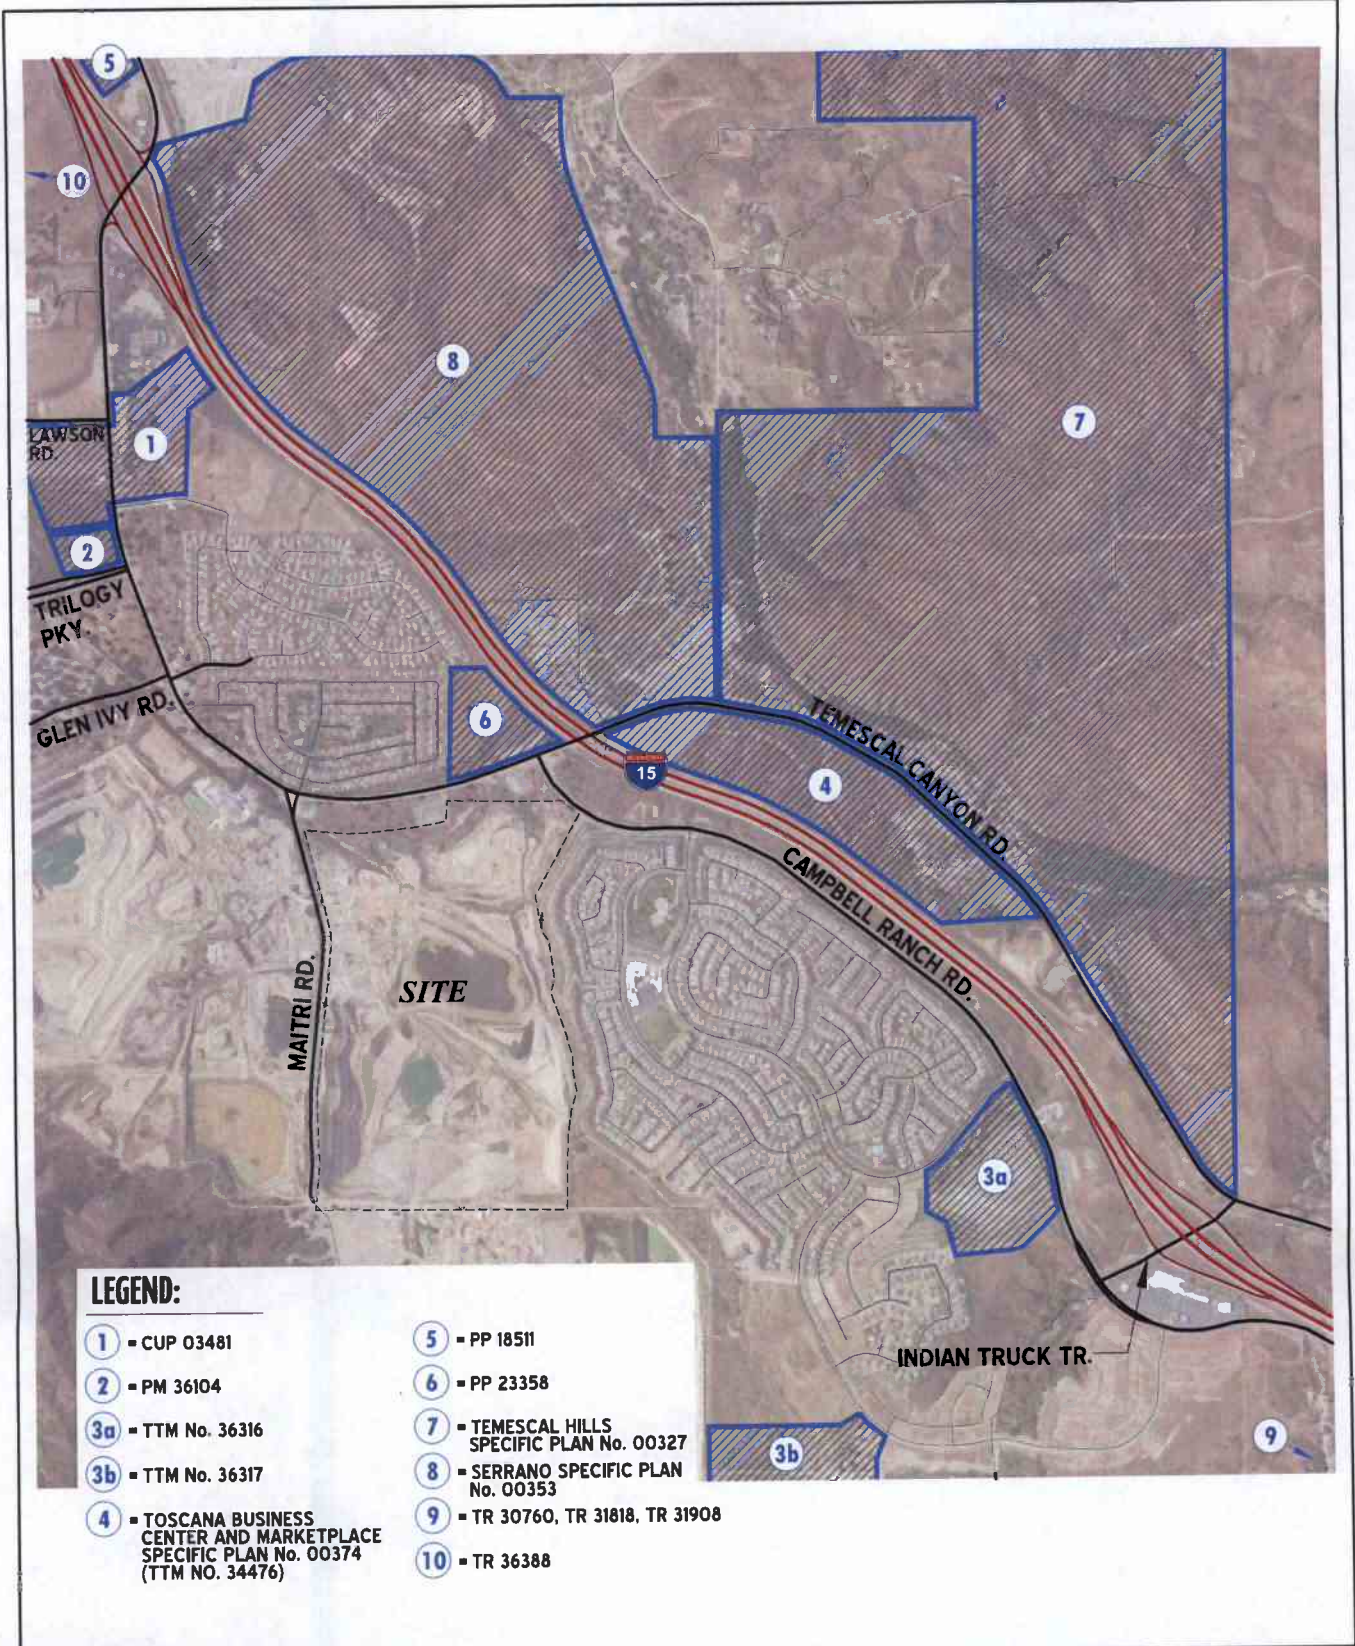 5
10
8
7
1
LAWSON
RD.
2
TRILOGY
PKY.
GLEN IVY RD.
6
15
4
TEMESCAL CANYON RD.
CAMPBELL RANCH RD.
MAITRI RD.
SITE
3a
INDIAN TRUCK TR.
3b
9
LEGEND:
1 = CUP 03481
2 = PM 36104
3a = TTM No. 36316
3b = TTM No. 36317
4 = TOSCANA BUSINESS
CENTER AND MARKETPLACE
SPECIFIC PLAN No. 00374
(TTM NO. 34476)
5 = PP 18511
6 = PP 23358
7 = TEMESCAL HILLS
SPECIFIC PLAN No. 00327
8 = SERRANO SPECIFIC PLAN
No. 00353
9 = TR 30760, TR 31818, TR 31908
10 = TR 36388